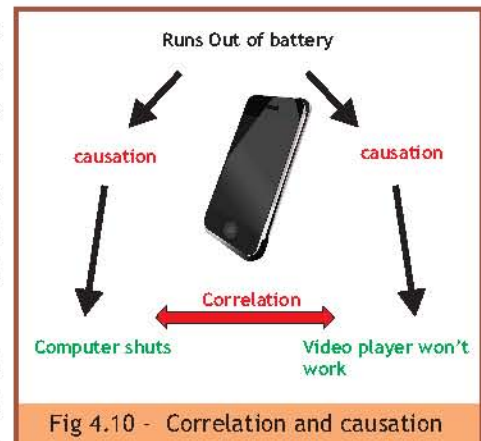 Runs Out of battery
causation
causation
Correlation
Computer shuts
Video player won't
work
Fig 4.10 - Correlation and causation